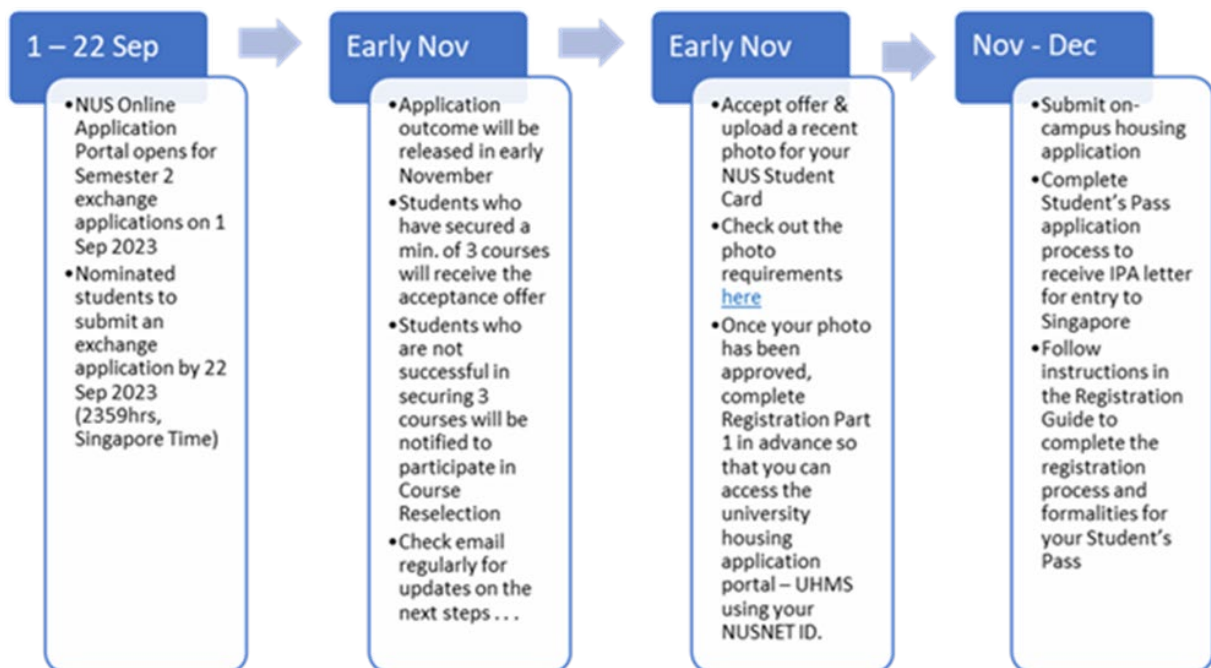 1 – 22 Sep
•NUS Online
Application
Portal opens for
Semester 2
exchange
applications on 1
Sep 2023
•Nominated
students to
submit an
exchange
application by 22
Sep 2023
(2359hrs,
Singapore Time)
Early Nov
•Application
outcome will be
released in early
November
•Students who
have secured a
min. of 3 courses
will receive the
acceptance offer
•Students who
are not
successful in
securing 3
courses will be
notified to
participate in
Course
Reselection
•Check email
regularly for
updates on the
next steps . . .
Early Nov
•Accept offer &
upload a recent
photo for your
NUS Student
Card
•Check out the
photo
requirements
here
•Once your photo
has been
approved,
complete
Registration Part
1 in advance so
that you can
access the
university
housing
application
portal – UHMS
using your
NUSNET ID.
Nov - Dec
•Submit on-
campus housing
application
•Complete
Student's Pass
application
process to
receive IPA letter
for entry to
Singapore
•Follow
instructions in
the Registration
Guide to
complete the
registration
process and
formalities for
your Student's
Pass